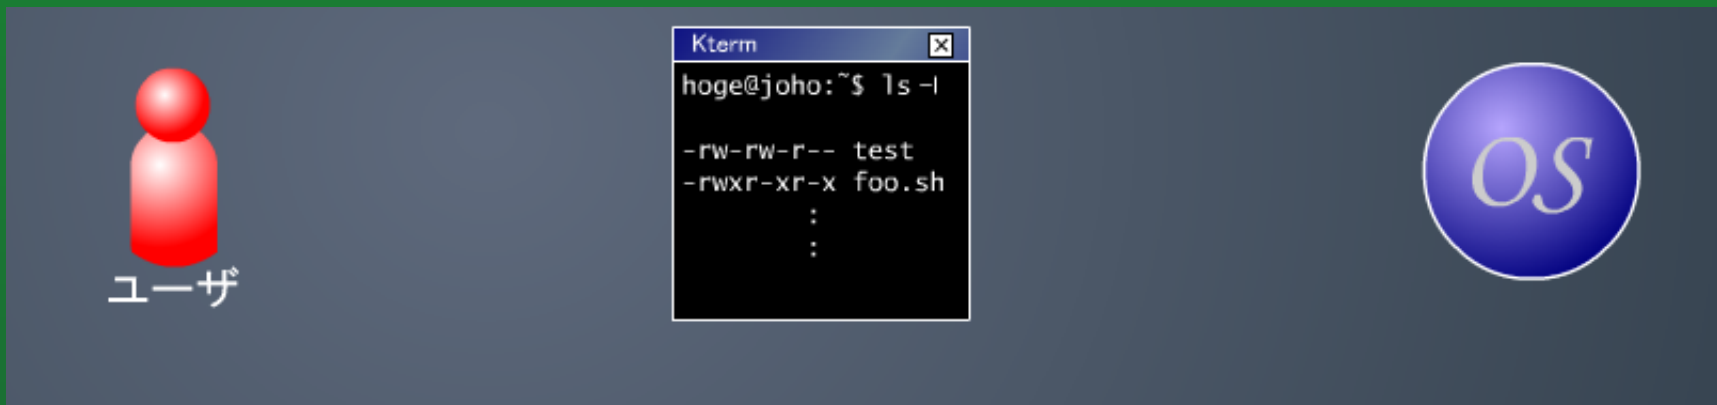 ユーザ
Kterm
hoge@joho:~$ ls -l
-rw-rw-r-- test
-rwxr-xr-x foo.sh
:
:
OS